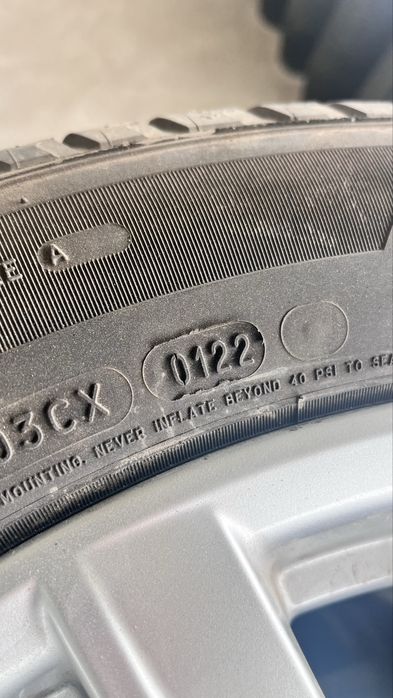 E A
0122
03CX
MOUNTING. NEVER INFLATE BEYOND 40 PSI TO SEA